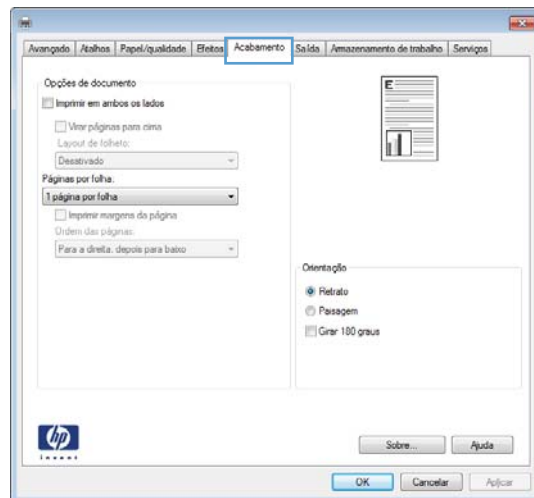 Avançado Atalhos Papel/qualidade Efeitos Acabamento Saída Armazenamento de trabalho Serviços
Opções de documento
Imprimir em ambos os lados
Virar páginas para cima
Layout de folheto:
Desativado
Páginas por folha:
1 página por folha
Imprimir margens da página
Ordem das páginas:
Para a direita, depois para baixo
E
Orientação
Retrato
Paisagem
Girar 180 graus
hp
invent
Sobre... Ajuda
OK Cancelar Aplicar